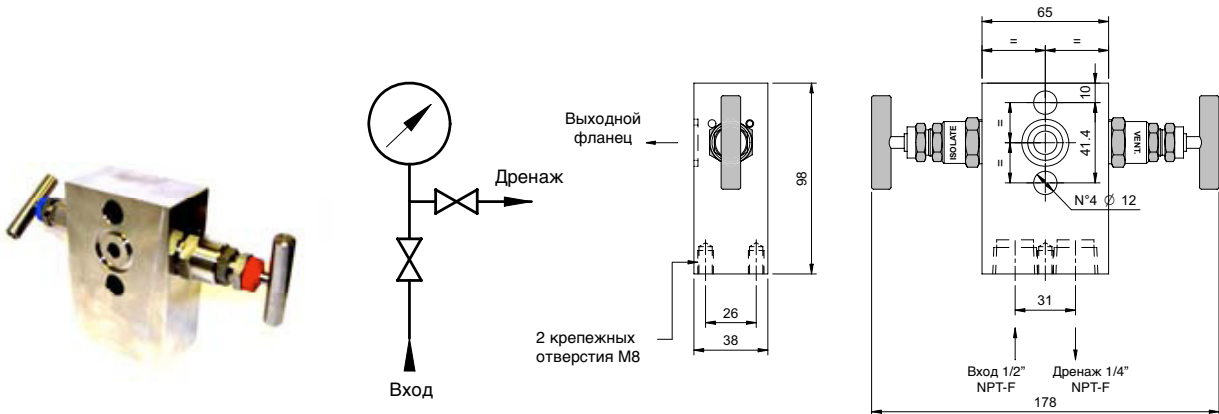 Дренаж
Вход
Выходной
фланец
98
26
38
2 крепежных
отверстия М8
65
=
=
10
=
=
41.4
ISOLATE
VENT.
N°4 Ø 12
31
Вход 1/2”
NPT-F
Дренаж 1/4”
NPT-F
178